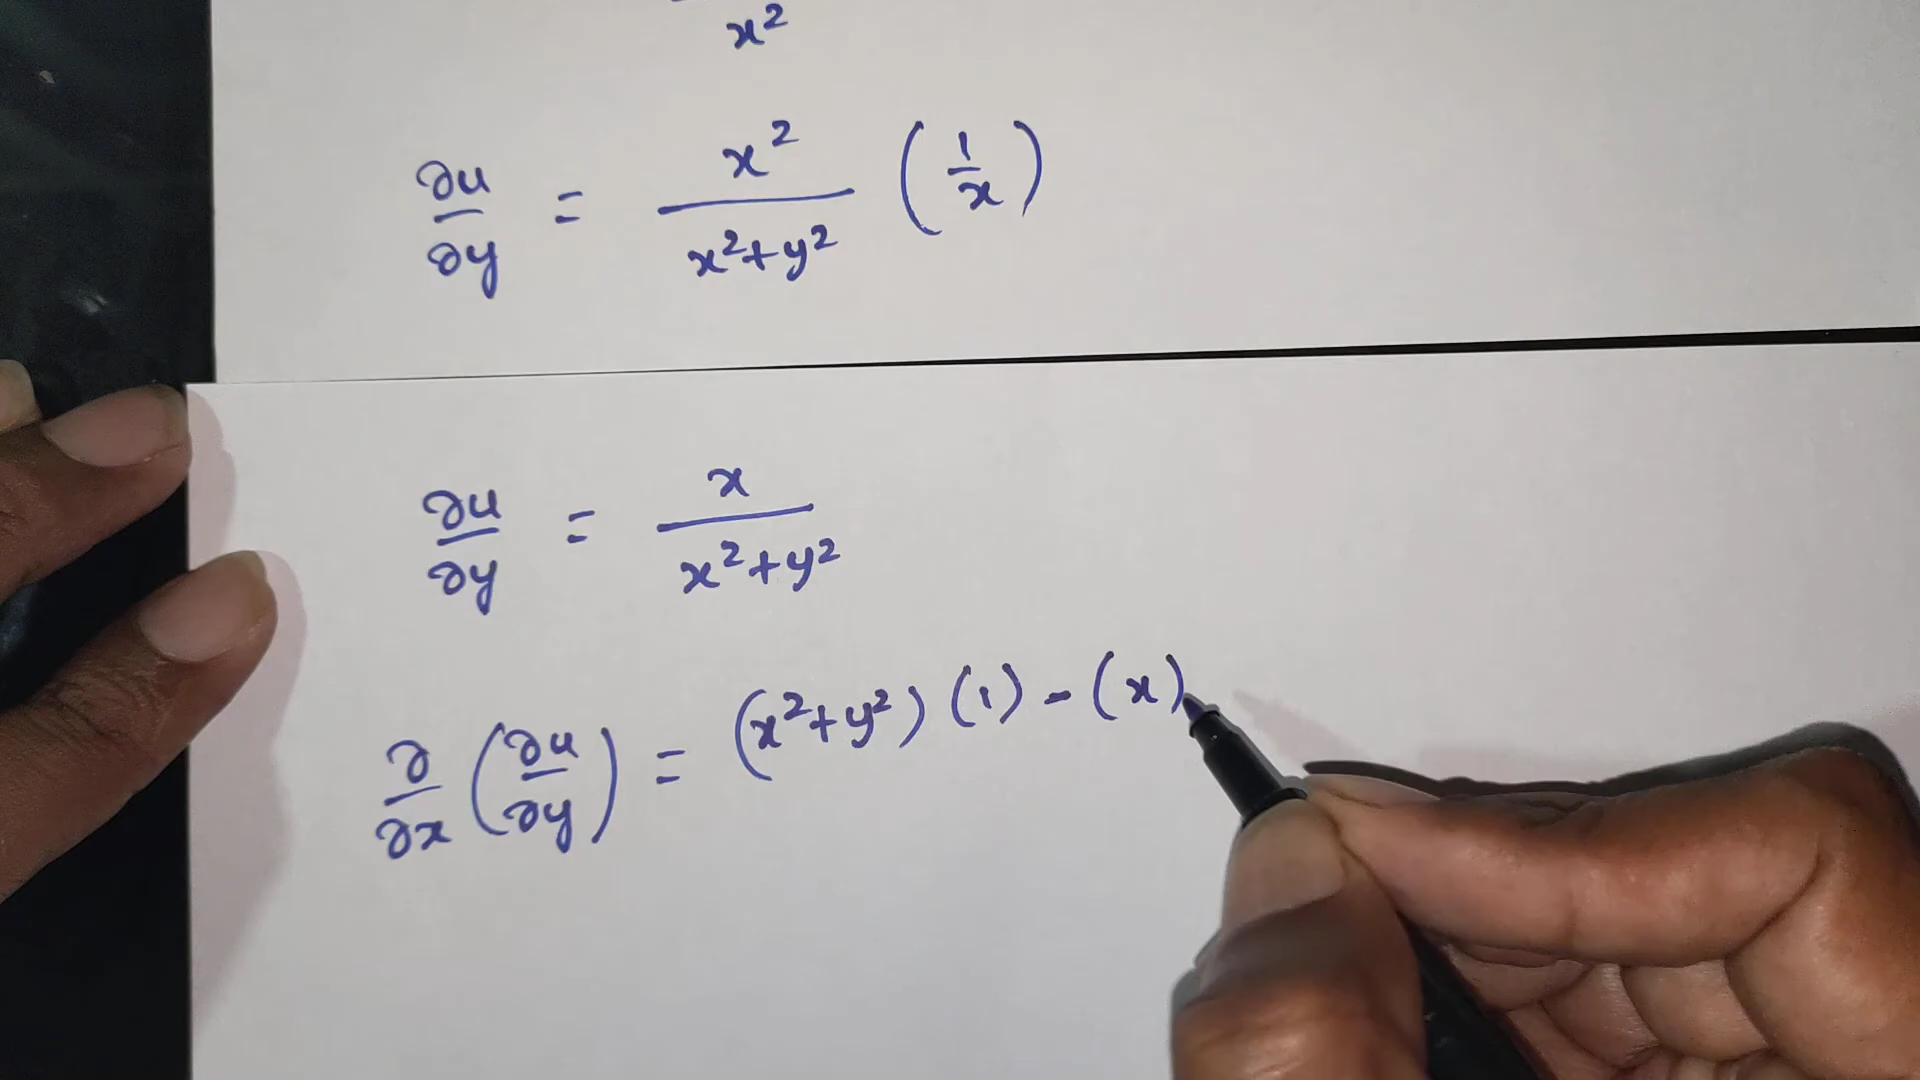 x²
∂u/∂y = x²/(x²+y²) (1/x)
∂u/∂y = x/(x²+y²)
∂/∂x (∂u/∂y) = (x²+y²) (1) - (x)